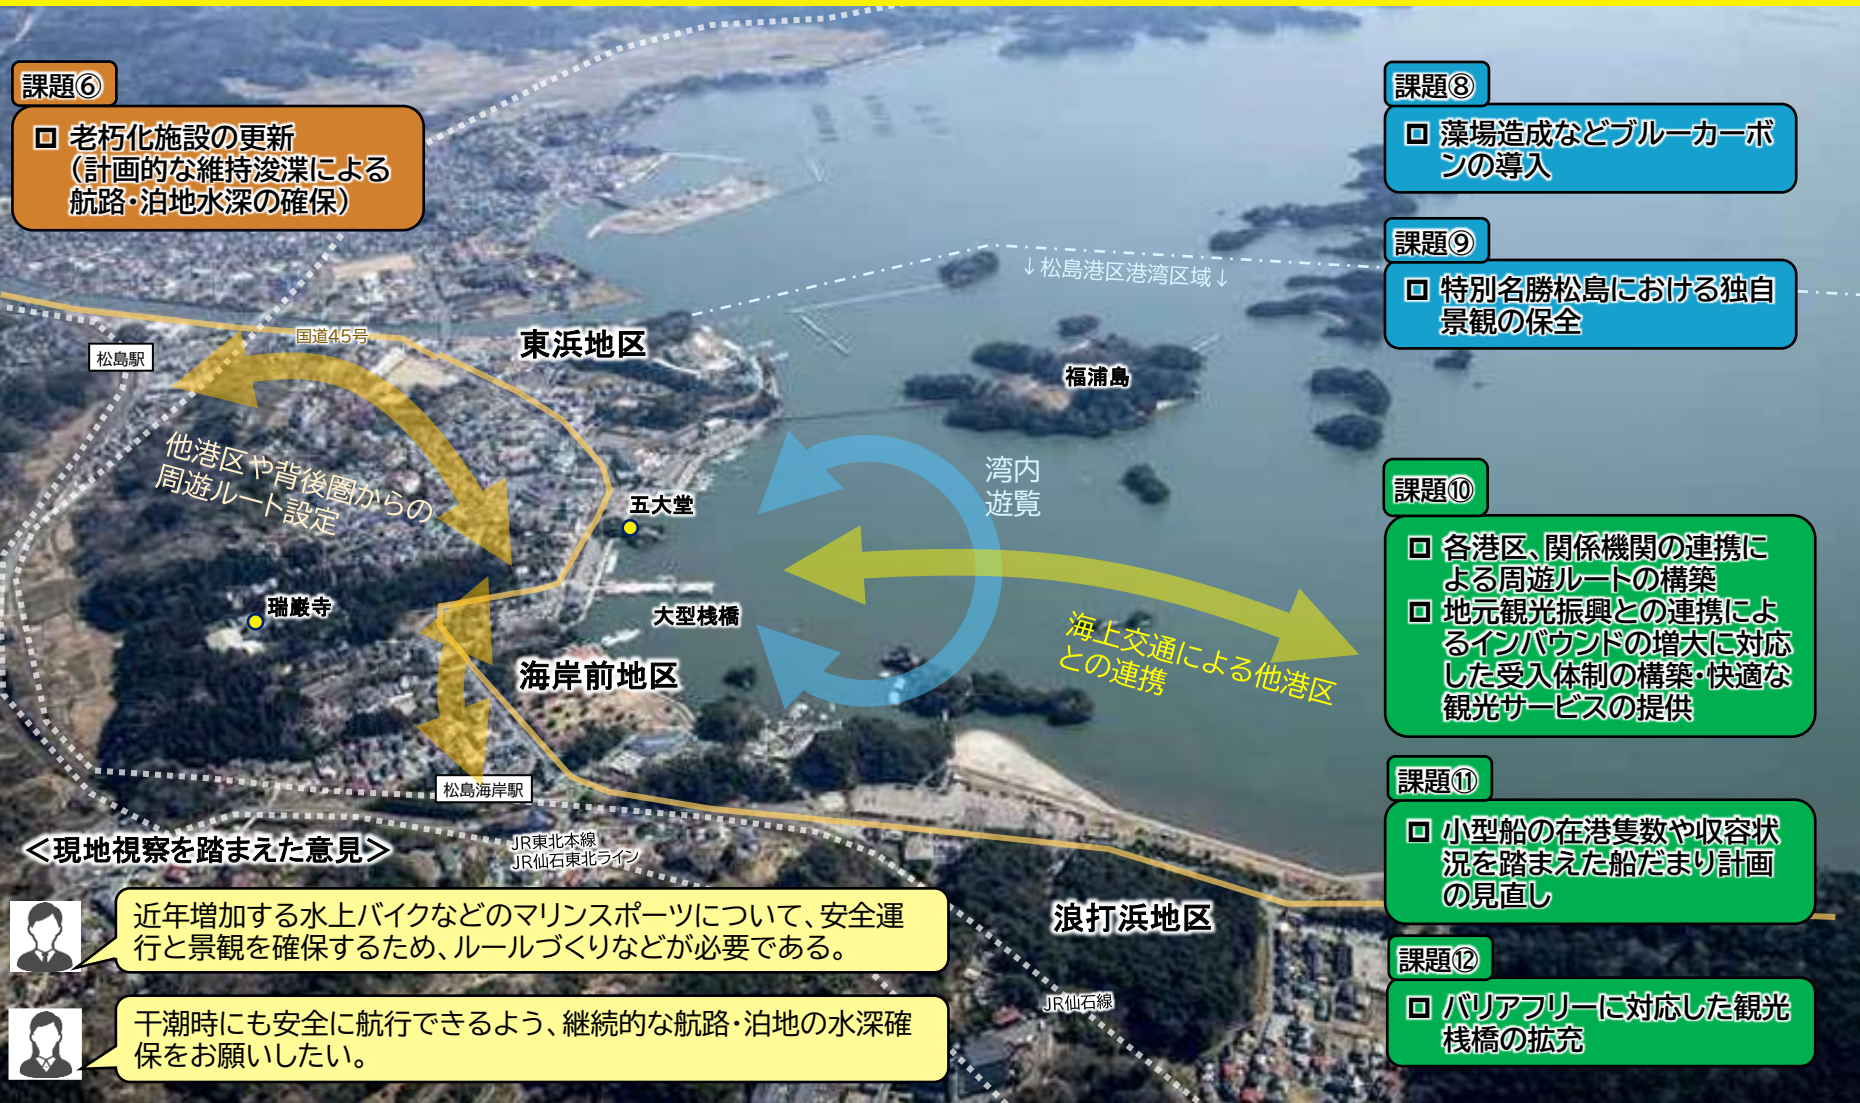 課題⑥
老朽化施設の更新
（計画的な維持浚渫による
航路・泊地水深の確保）
課題⑧
藻場造成などブルーカーボ
ンの導入
課題⑨
特別名勝松島における独自
景観の保全
↓松島港区港湾区域↓
国道45号
松島駅
東浜地区
福浦島
他港区や背後圏からの
周遊ルート設定
湾内
遊覧
五大堂
瑞巌寺
大型桟橋
海岸前地区
海上交通による他港区
との連携
課題⑩
各港区、関係機関の連携に
よる周遊ルートの構築
地元観光振興との連携によ
るインバウンドの増大に対応
した受入体制の構築・快適な
観光サービスの提供
松島海岸駅
課題⑪
小型船の在港隻数や収容状
況を踏まえた船だまり計画
の見直し
JR東北本線
JR仙石東北ライン
＜現地視察を踏まえた意見＞
近年増加する水上バイクなどのマリンスポーツについて、安全運
行と景観を確保するため、ルールづくりなどが必要である。
浪打浜地区
JR仙石線
課題⑫
バリアフリーに対応した観光
桟橋の拡充
干潮時にも安全に航行できるよう、継続的な航路・泊地の水深確
保をお願いしたい。